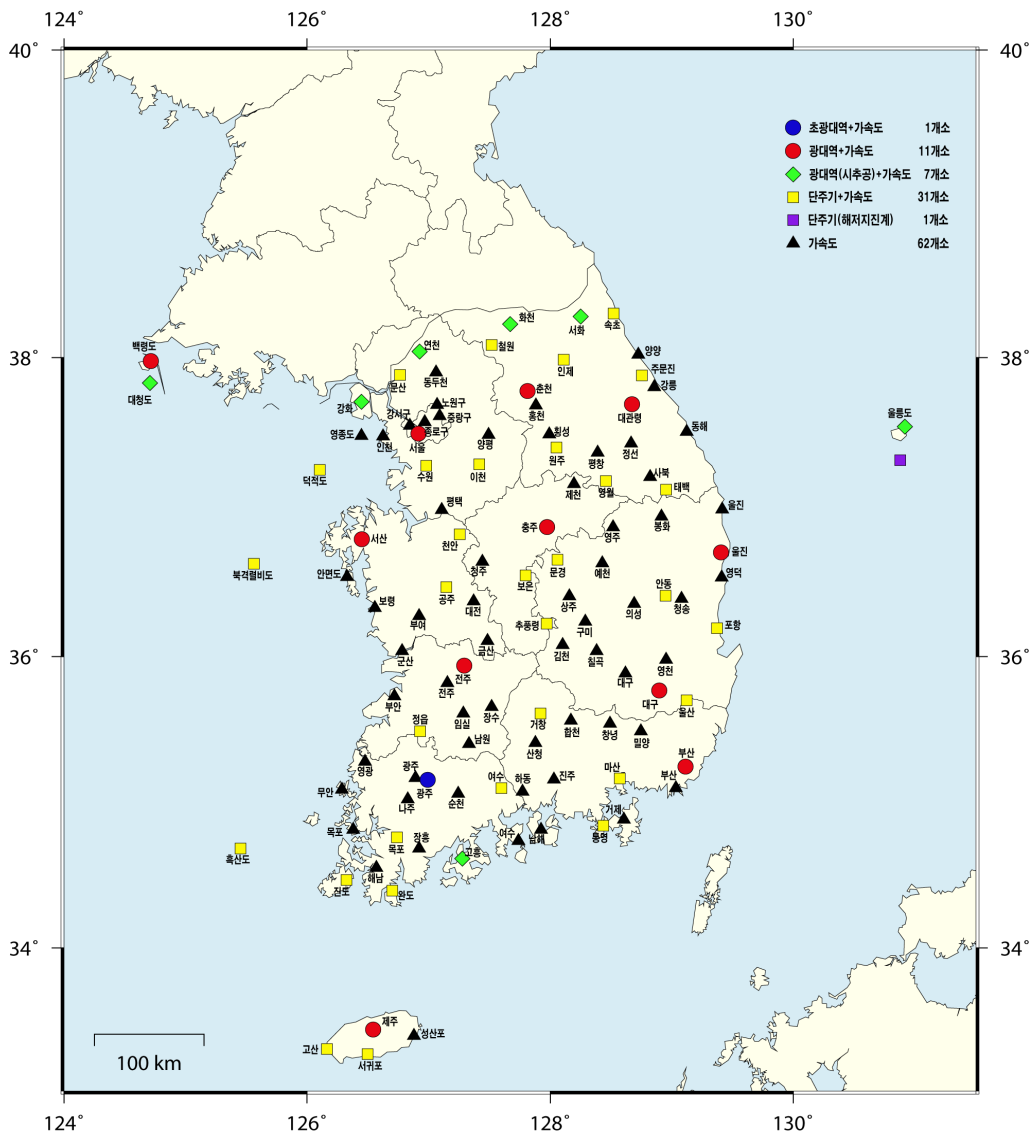 124° 126° 128° 130°
40° 40°
초광대역+가속도 1개소
광대역+가속도 11개소
광대역(시추공)+가속도 7개소
단주기+가속도 31개소
단주기(해저지진계) 1개소
가속도 62개소
화천
서화
속초
백령도
연천
철원
양양
38° 38°
인제
주문진
문산
동두천
강릉
대청도
춘천
노원구
대관령
강화
강서구
중랑구
홍천
울릉도
종로구
영종도
인천
서울
양평
횡성
동해
정선
원주
평창
덕적도
수원
이천
사북
제천
영월
태백
평택
울진
봉화
충주
영주
서산
천안
울진
북격렬비도
안면도
청주
문경
예천
영덕
보은
안동
공주
보령
대전
상주
의성
청송
부여
추풍령
구미
포항
금산
36° 36°
군산
김천
칠곡
영천
전주
대구
전주
대구
부안
임실
장수
거창
울산
정읍
합천
창녕
밀양
남원
산청
영광
광주
여수
하동
진주
마산
부산
부산
무안
광주
나주
순천
거제
목포
장흥
여수
남해
통영
목포
고흥
흑산도
해남
진도
완도
34° 34°
제주
성산포
고산
서귀포
100 km
124° 126° 128° 130°